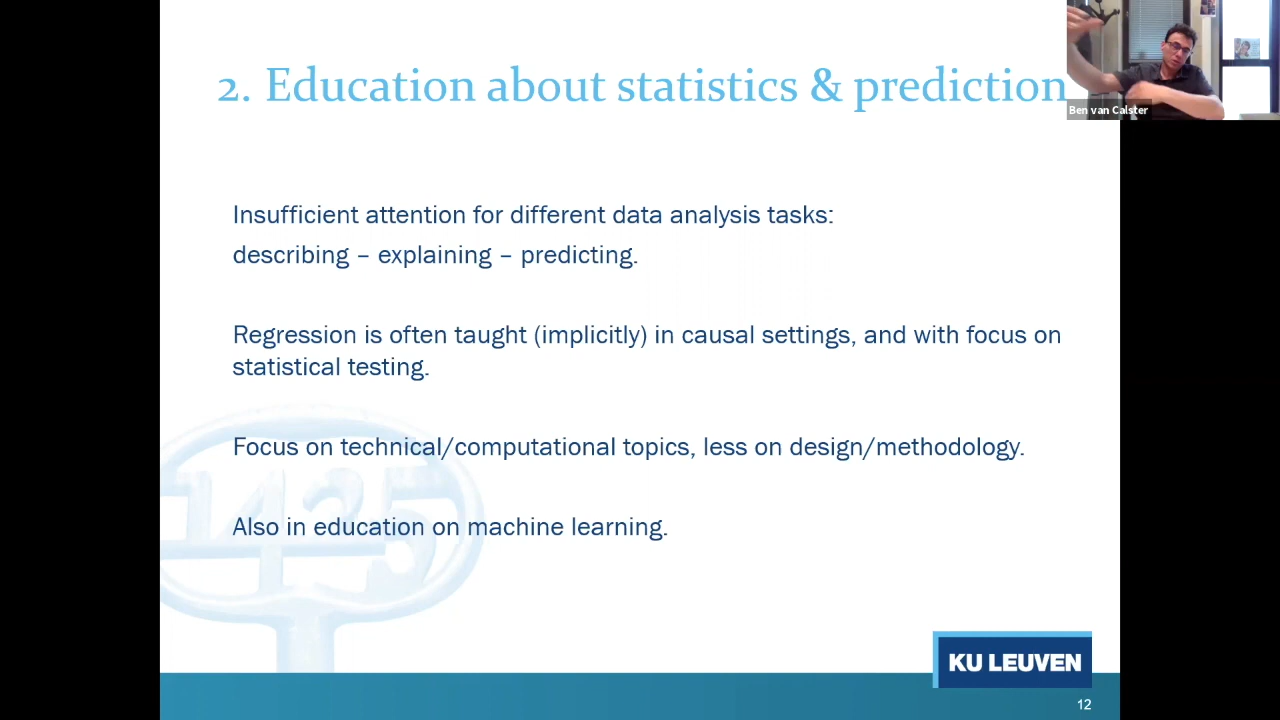 2. Education about statistics & prediction
Ben van Calster
Insufficient attention for different data analysis tasks:
describing – explaining – predicting.
Regression is often taught (implicitly) in causal settings, and with focus on
statistical testing.
Focus on technical/computational topics, less on design/methodology.
Also in education on machine learning.
1425
KU LEUVEN
12